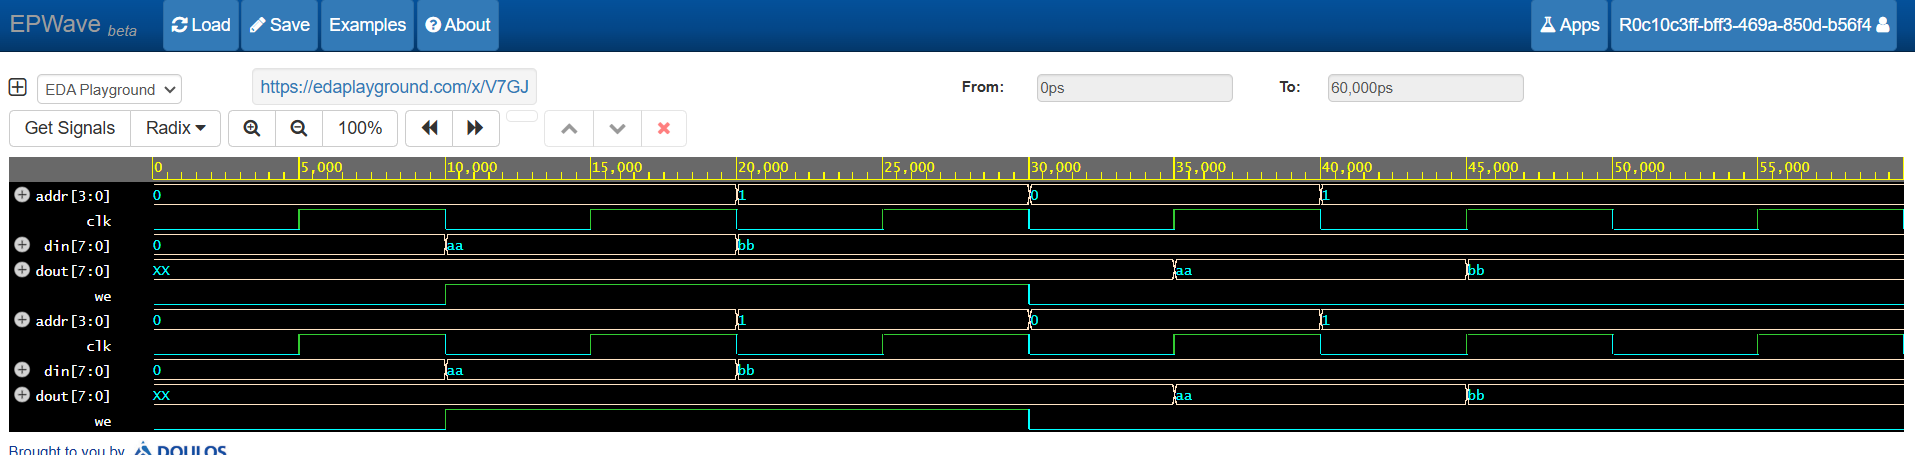 EPWave beta Load Save Examples About Apps R0c10c3ff-bff3-469a-850d-b56f4
EDA Playground https://edaplayground.com/x/V7GJ From: 0ps To: 60,000ps
Get Signals Radix 100%
0 5,000 10,000 15,000 20,000 25,000 30,000 35,000 40,000 45,000 50,000 55,000
addr[3:0] 0 1 0 1
clk
din[7:0] 0 aa bb
dout[7:0] XX aa bb
we
addr[3:0] 0 1 0 1
clk
din[7:0] 0 aa bb
dout[7:0] XX aa bb
we
Brought to you by DOULOS